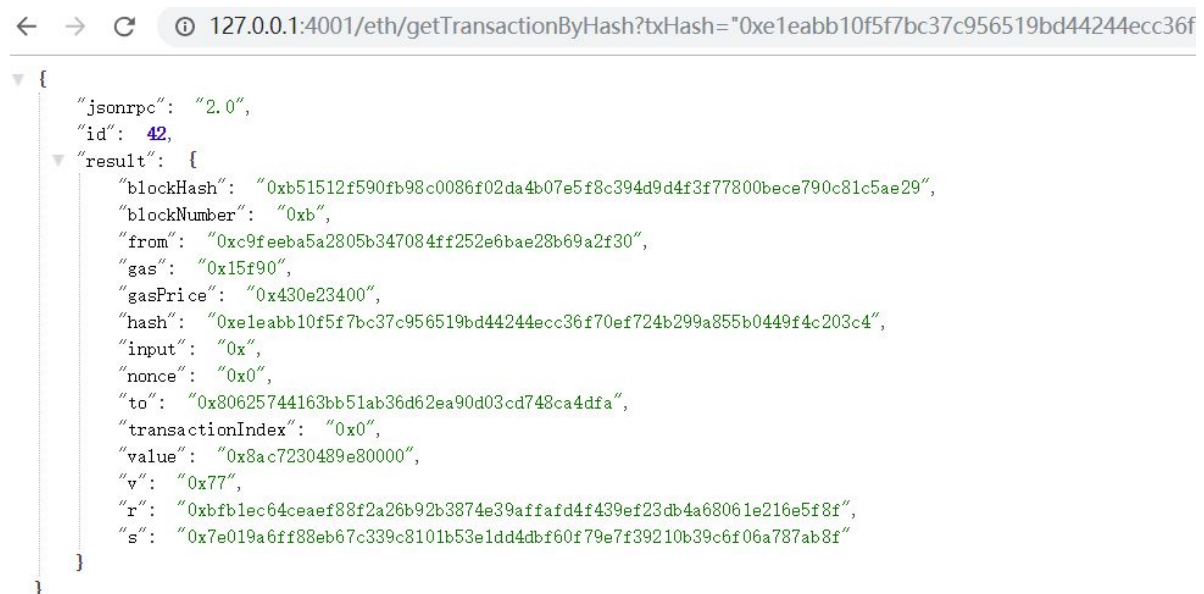 127.0.0.1:4001/eth/getTransactionByHash?txHash="0xe1eabb10f5f7bc37c956519bd44244ecc36f
{
"jsonrpc": "2.0",
"id": 42,
"result": {
"blockHash": "0xb51512f590fb98c0086f02da4b07e5f8c394d9d4f3f77800bece790c81c5ae29",
"blockNumber": "0xb",
"from": "0xc9feeba5a2805b347084ff252e6bae28b69a2f30",
"gas": "0x15f90",
"gasPrice": "0x430e23400",
"hash": "0xe1eabb10f5f7bc37c956519bd44244ecc36f70ef724b299a855b0449f4c203c4",
"input": "0x",
"nonce": "0x0",
"to": "0x80625744163bb51ab36d62ea90d03cd748ca4dfa",
"transactionIndex": "0x0",
"value": "0x8ac7230489e80000",
"v": "0x77",
"r": "0xbfb1ec64ceaef88f2a26b92b3874e39affafd4f439ef23db4a68061e216e5f8f",
"s": "0x7e019a6ff88eb67c339c8101b53e1dd4dbf60f79e7f39210b39c6f06a787ab8f"
}
}